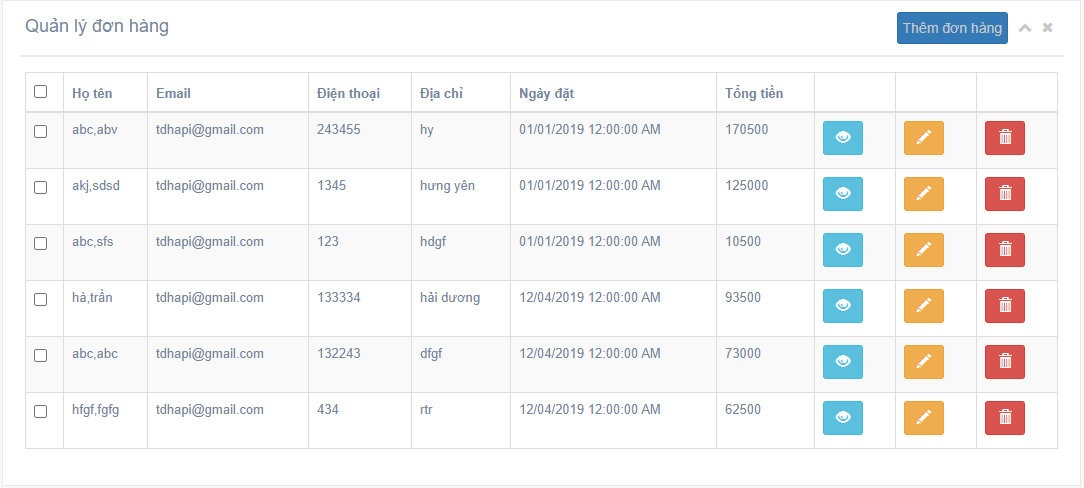 Quản lý đơn hàng
Thêm đơn hàng
Họ tên Email Điện thoại Địa chỉ Ngày đặt Tổng tiền
abc,abv tdhapi@gmail.com 243455 hy 01/01/2019 12:00:00 AM 170500
akj,sdsd tdhapi@gmail.com 1345 hưng yên 01/01/2019 12:00:00 AM 125000
abc,sfs tdhapi@gmail.com 123 hdgf 01/01/2019 12:00:00 AM 10500
hà,trần tdhapi@gmail.com 133334 hải dương 12/04/2019 12:00:00 AM 93500
abc,abc tdhapi@gmail.com 132243 dfgf 12/04/2019 12:00:00 AM 73000
hfgf,fgfg tdhapi@gmail.com 434 rtr 12/04/2019 12:00:00 AM 62500